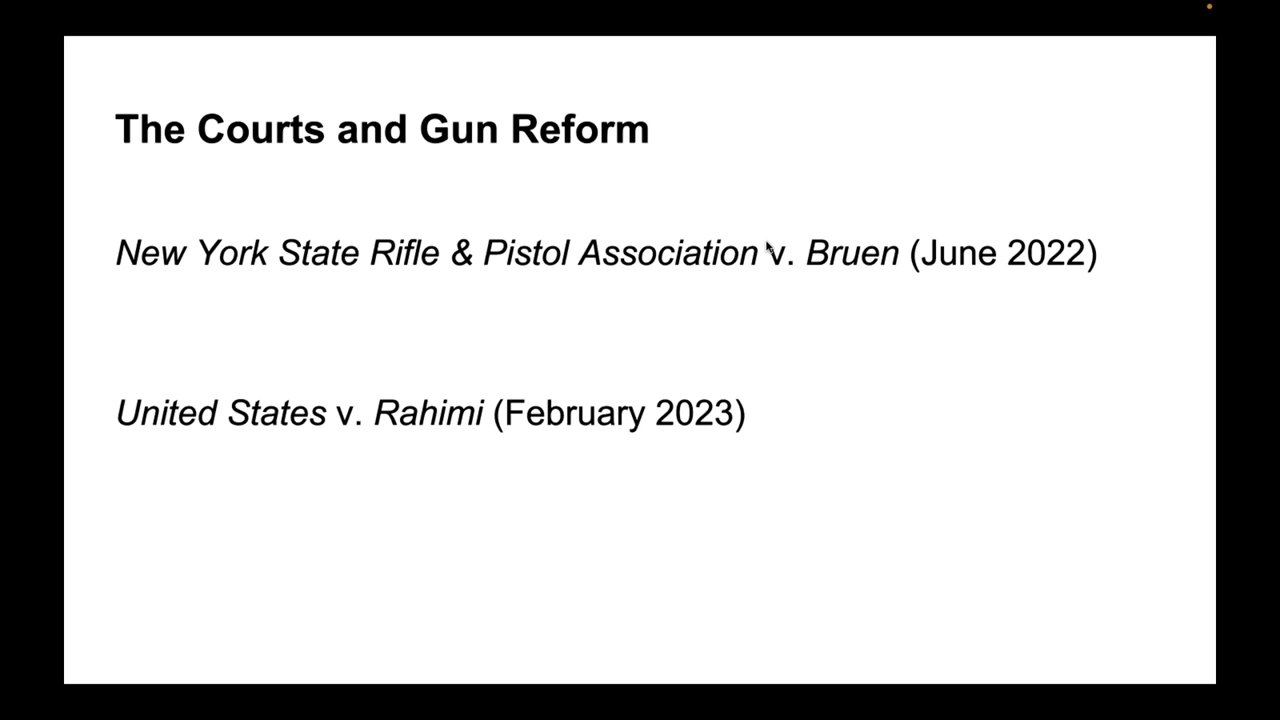 The Courts and Gun Reform
New York State Rifle & Pistol Association v. Bruen (June 2022)
United States v. Rahimi (February 2023)